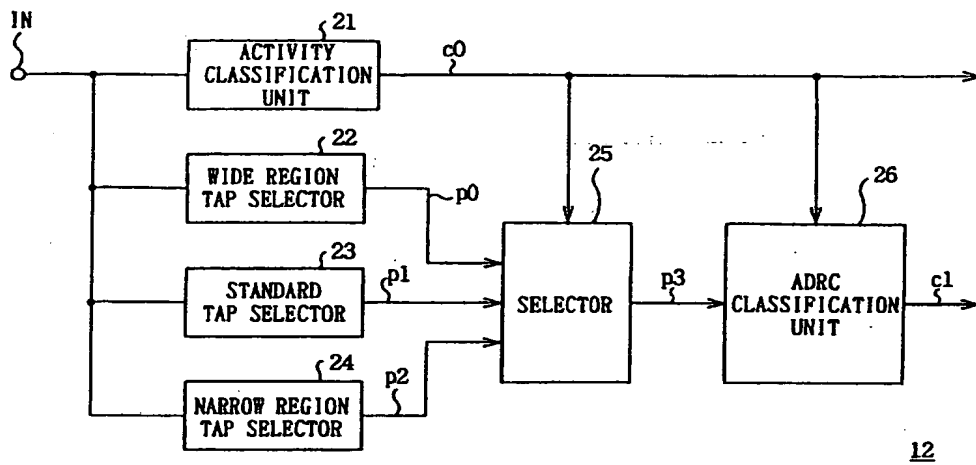 IN
21
ACTIVITY
CLASSIFICATION
UNIT
c0
22
WIDE REGION
TAP SELECTOR
p0
23
STANDARD
TAP SELECTOR
p1
24
NARROW REGION
TAP SELECTOR
p2
25
SELECTOR
p3
26
ADRC
CLASSIFICATION
UNIT
c1
12